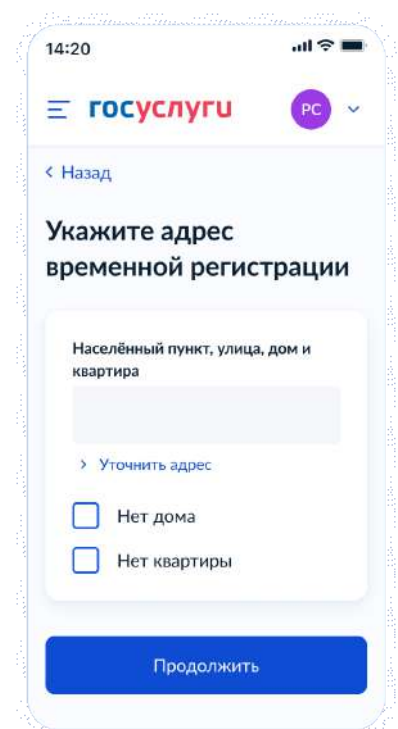 14:20
госуслуги
РС
Назад
Укажите адрес
временной регистрации
Населённый пункт, улица, дом и
квартира
Уточнить адрес
Нет дома
Нет квартиры
Продолжить